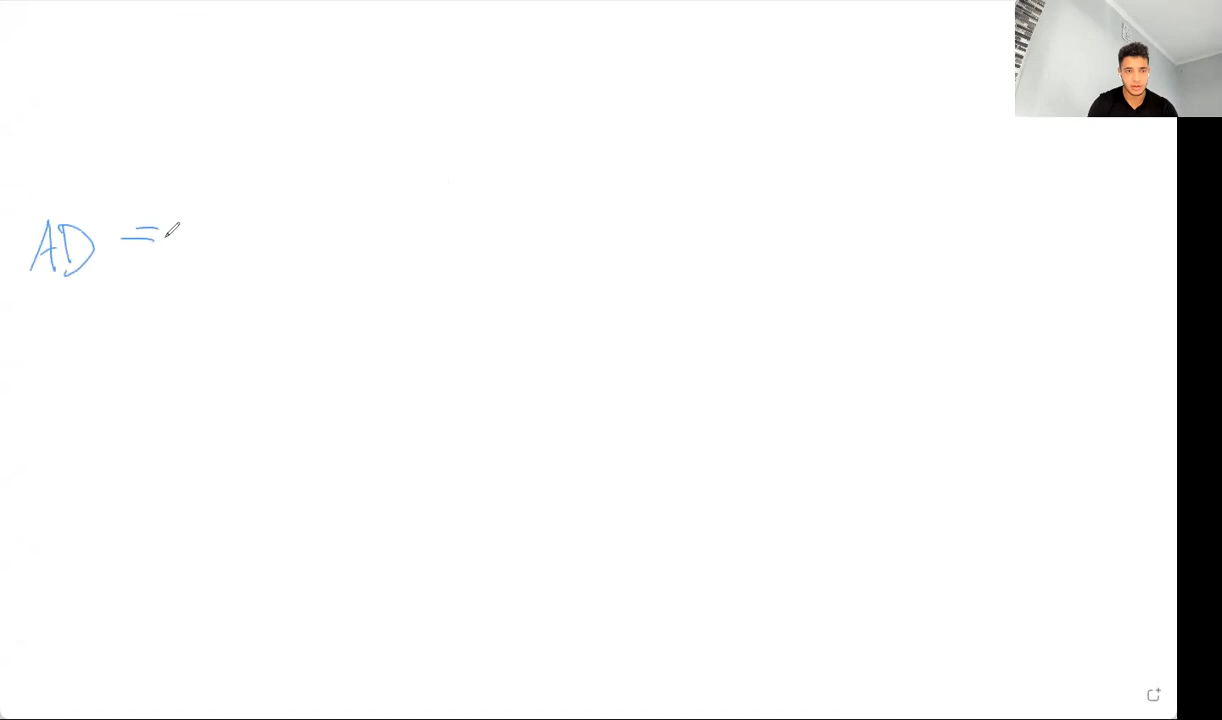 AD =